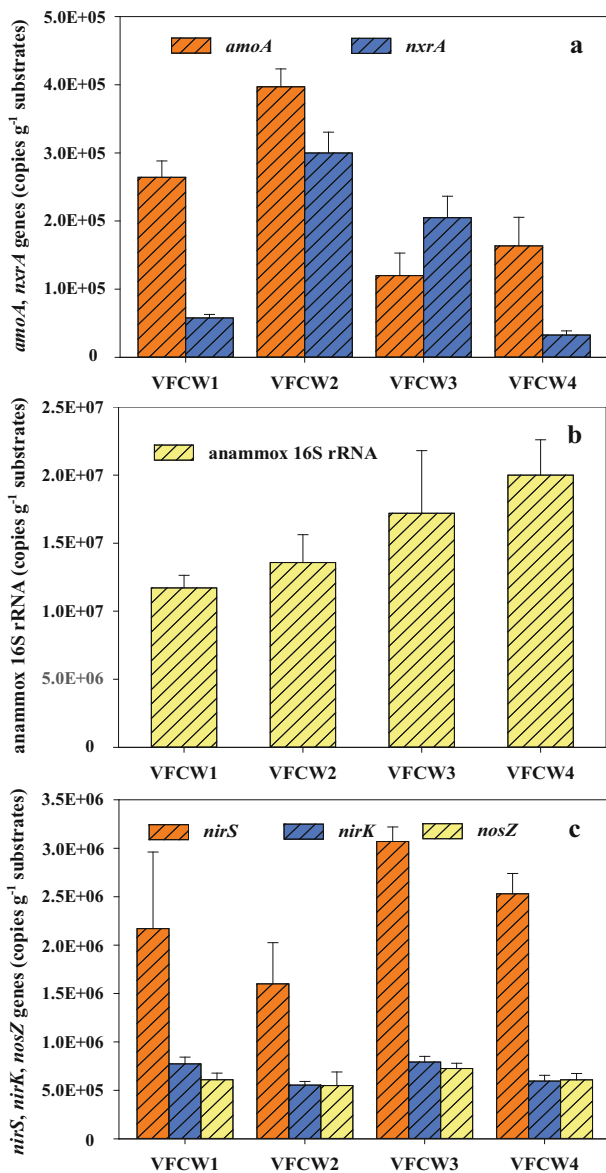 amoA nxrA a
amoA, nxrA genes (copies g⁻¹ substrates)
5.0E+05
4.0E+05
3.0E+05
2.0E+05
1.0E+05
0
VFCW1 VFCW2 VFCW3 VFCW4
anammox 16S rRNA b
anammox 16S rRNA (copies g⁻¹ substrates)
2.5E+07
2.0E+07
1.5E+07
1.0E+07
5.0E+06
0
VFCW1 VFCW2 VFCW3 VFCW4
nirS nirK nosZ c
nirS, nirK, nosZ genes (copies g⁻¹ substrates)
3.5E+06
3.0E+06
2.5E+06
2.0E+06
1.5E+06
1.0E+06
5.0E+05
0
VFCW1 VFCW2 VFCW3 VFCW4